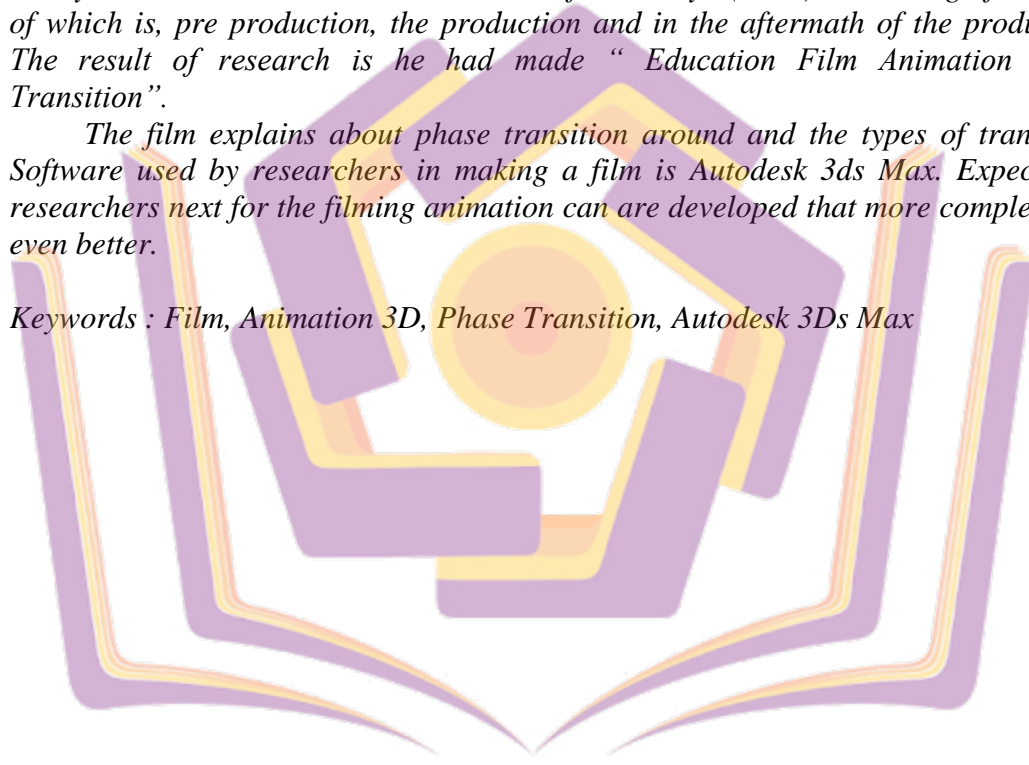 of which is, pre production, the production and in the aftermath of the produ
The result of research is he had made “ Education Film Animation
Transition”.
The film explains about phase transition around and the types of tran
Software used by researchers in making a film is Autodesk 3ds Max. Expec
researchers next for the filming animation can are developed that more comple
even better.
Keywords : Film, Animation 3D, Phase Transition, Autodesk 3Ds Max